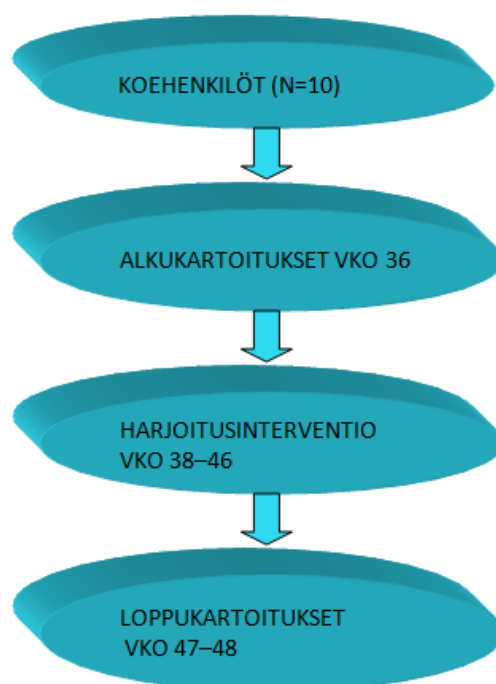 KOEHENKILÖT (N=10)
ALKUKARTOITUKSET VKO 36
HARJOITUSINTERVENTIO
VKO 38–46
LOPPUKARTOITUKSET
VKO 47–48